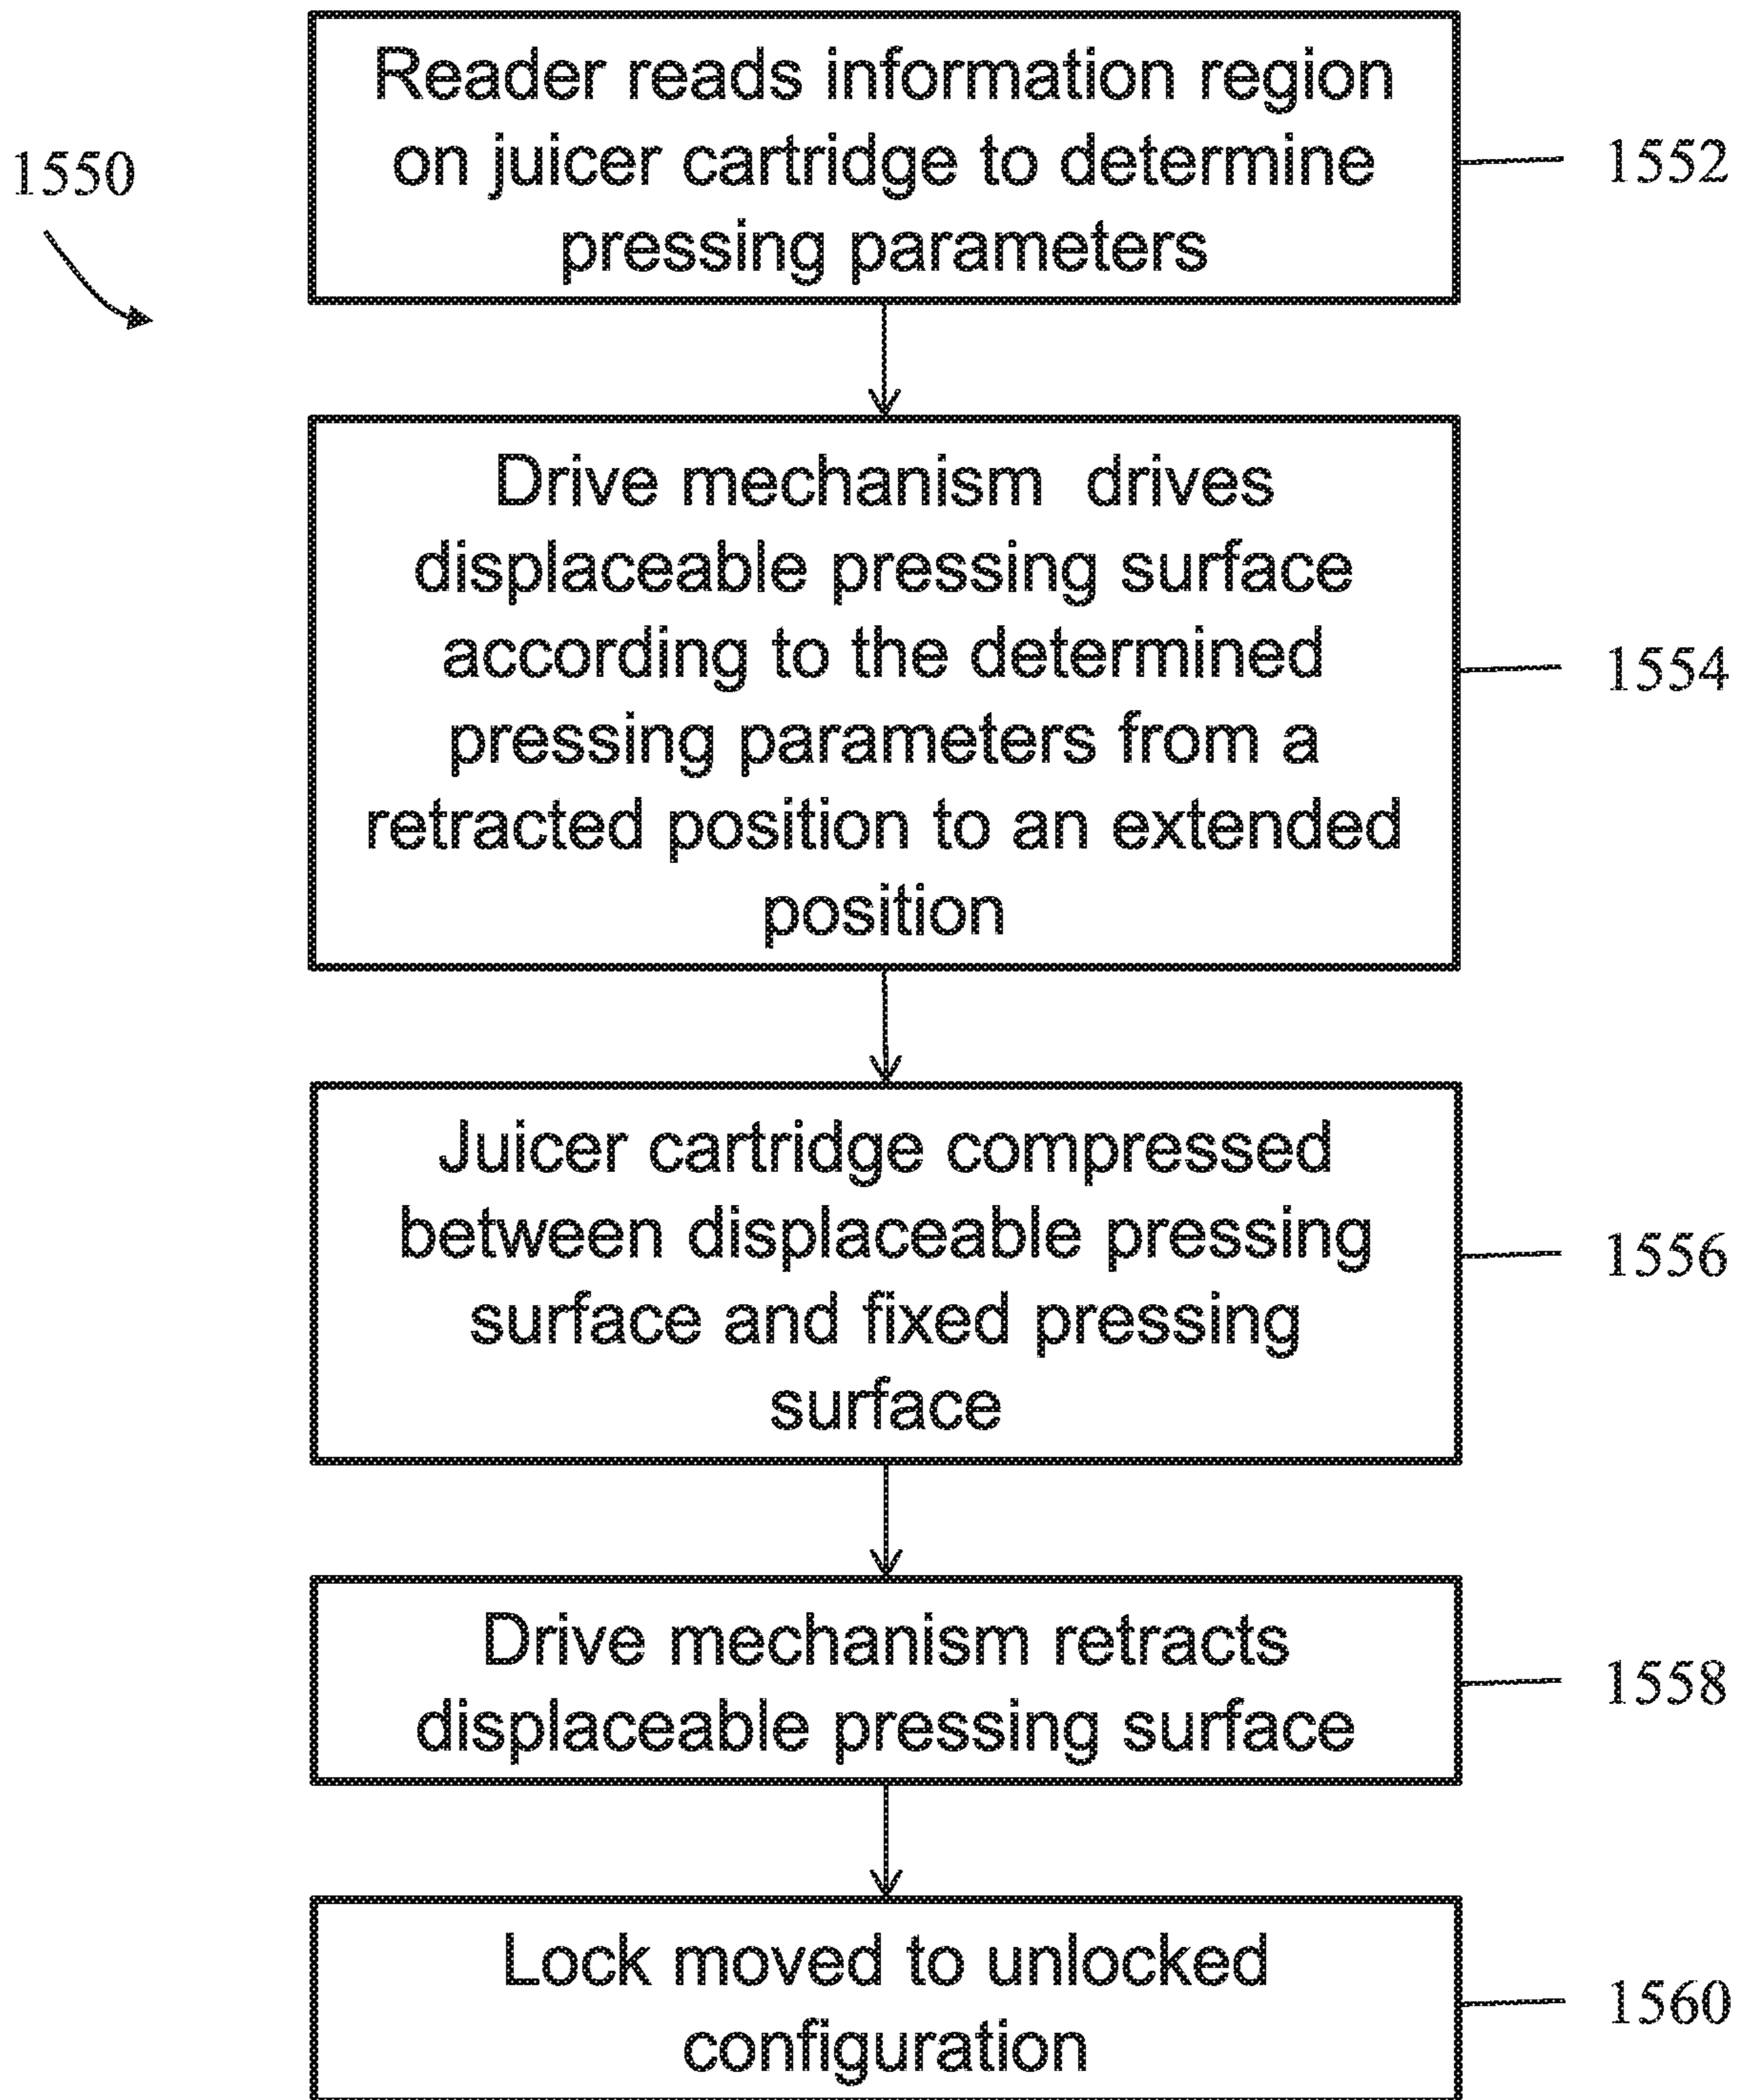 1550
Reader reads information region
on juicer cartridge to determine
pressing parameters
1552
Drive mechanism drives
displaceable pressing surface
according to the determined
pressing parameters from a
retracted position to an extended
position
1554
Juicer cartridge compressed
between displaceable pressing
surface and fixed pressing
surface
1556
Drive mechanism retracts
displaceable pressing surface
1558
Lock moved to unlocked
configuration
1560